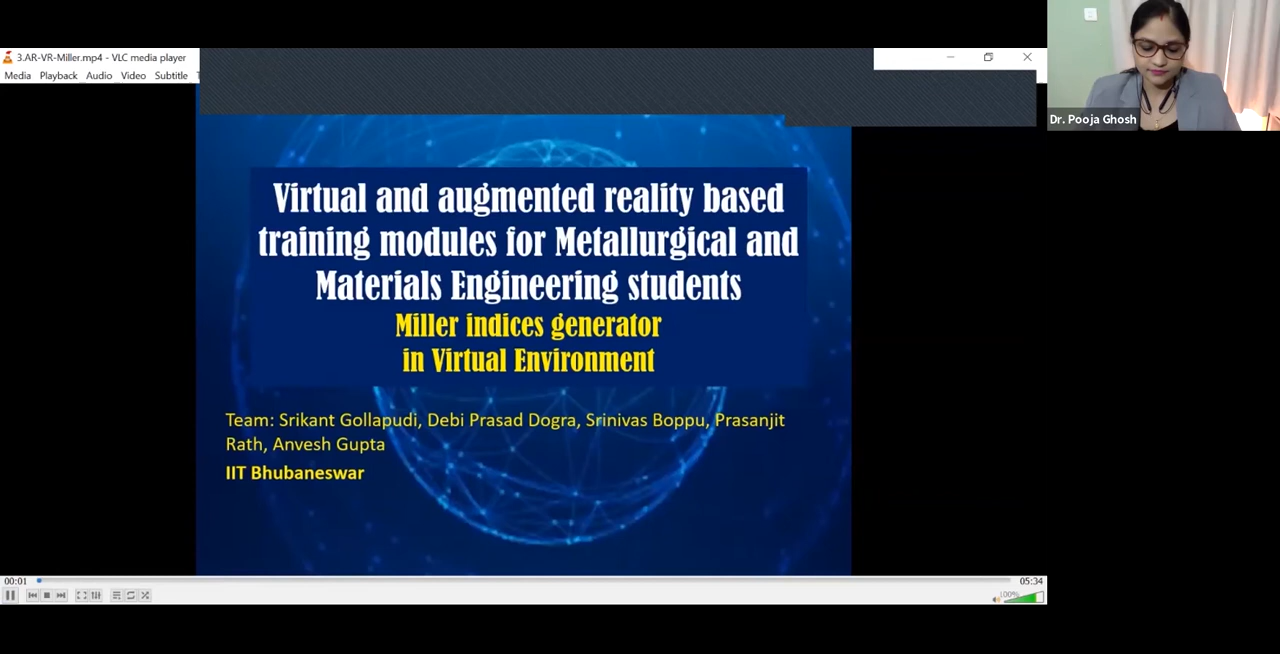 3.AR-VR-Miller.mp4 - VLC media player
Media Playback Audio Video Subtitle
Dr. Pooja Ghosh
Virtual and augmented reality based
training modules for Metallurgical and
Materials Engineering students
Miller indices generator
in Virtual Environment
Team: Srikant Gollapudi, Debi Prasad Dogra, Srinivas Boppu, Prasanjit
Rath, Anvesh Gupta
IIT Bhubaneswar
00:01
05:34
100%